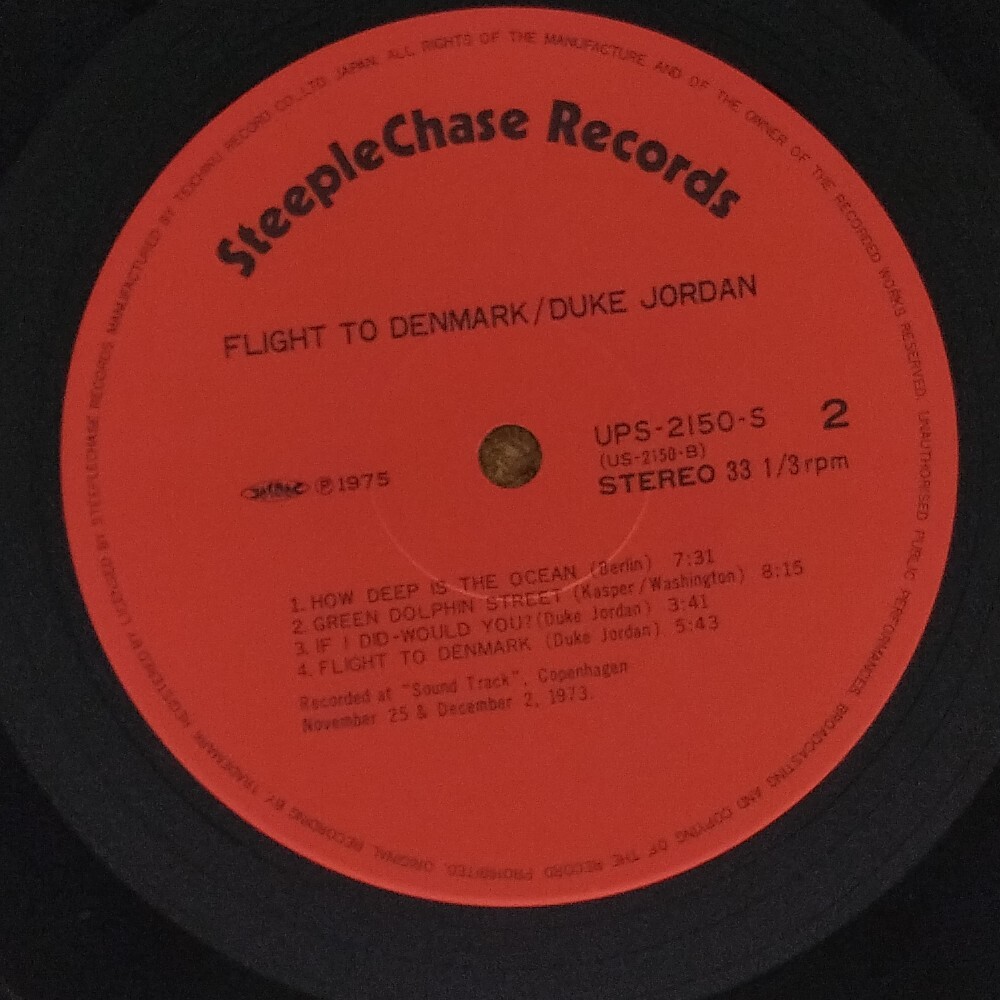 SteepleChase Records
FLIGHT TO DENMARK/DUKE JORDAN
UPS-2150-S 2
(US-2150-B)
STEREO 33 1/3 rpm
Ⓟ1975
1. HOW DEEP IS THE OCEAN (Berlin) 7:31
2. GREEN DOLPHIN STREET (Kasper/Washington) 8:15
3. IF I DID-WOULD YOU? (Duke Jordan) 3:41
4. FLIGHT TO DENMARK (Duke Jordan) 5:43
Recorded at "Sound Track", Copenhagen
November 25 & December 2, 1973.
MANUFACTURED BY TEICHIKU RECORD CO., LTD. JAPAN. ALL RIGHTS OF THE MANUFACTURE AND OF THE OWNER OF THE RECORDED WORKS RESERVED. UNAUTHORISED PUBLIC PERFORMANCES BROADCASTING AND COPYING OF THE RECORD PROHIBITED. ORIGINAL RECORDING BY TRADEMARK REGISTERED BY LICENSED BY STEEPLECHASE RECORDS